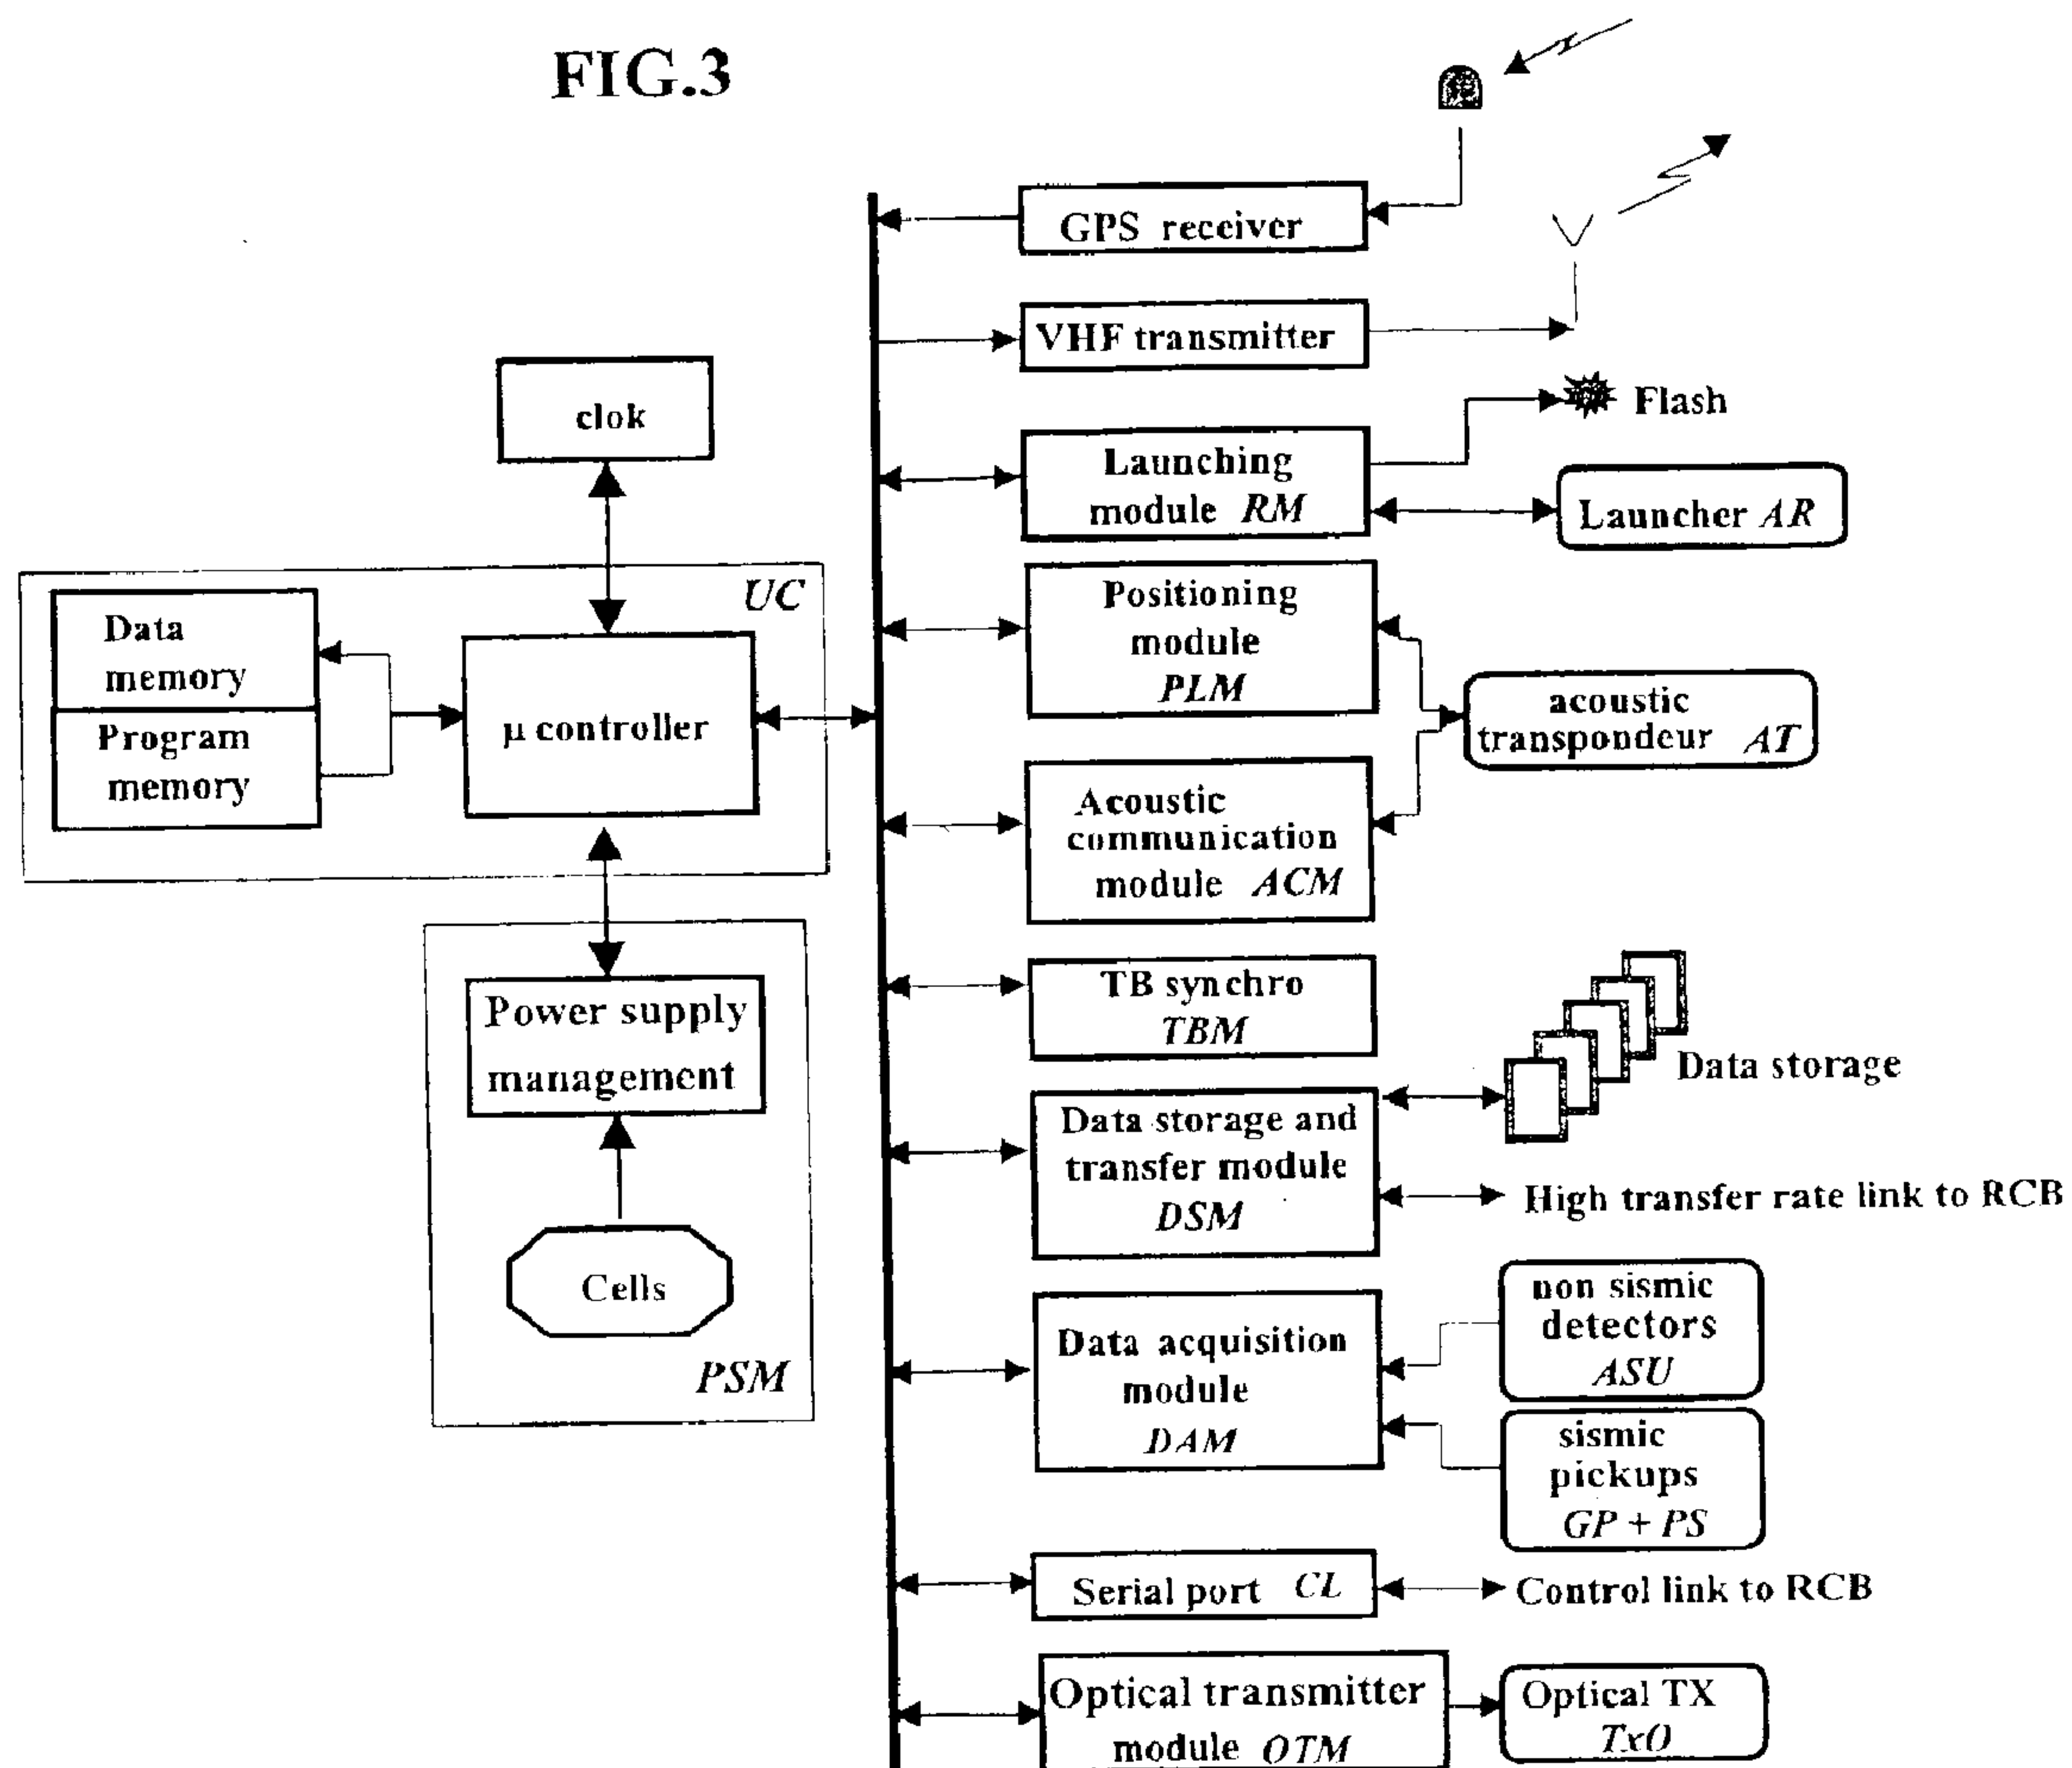 FIG.3
GPS receiver
VHF transmitter
Flash
clok
Launching
module RM
Launcher AR
UC
Data
memory
Program
memory
µ controller
Positioning
module
PLM
acoustic
transpondeur AT
Acoustic
communication
module ACM
Power supply
management
Cells
PSM
TB synchro
TBM
Data storage
Data storage and
transfer module
DSM
High transfer rate link to RCB
non sismic
detectors
ASU
Data acquisition
module
DAM
sismic
pickups
GP + PS
Serial port CL
Control link to RCB
Optical transmitter
module OTM
Optical TX
TxO